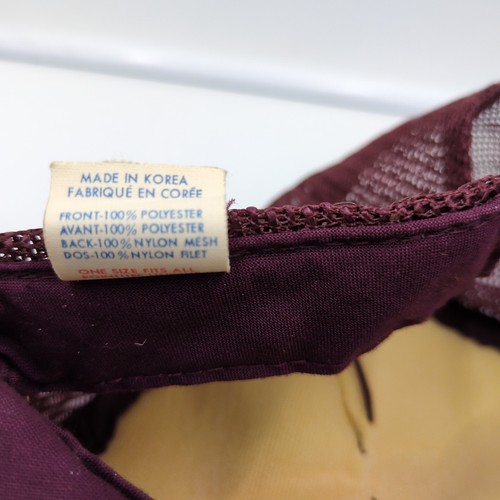 MADE IN KOREA
FABRIQUÉ EN CORÉE
FRONT-100% POLYESTER
AVANT-100% POLYESTER
BACK-100% NYLON MESH
DOS-100% NYLON FILET
ONE SIZE FITS ALL